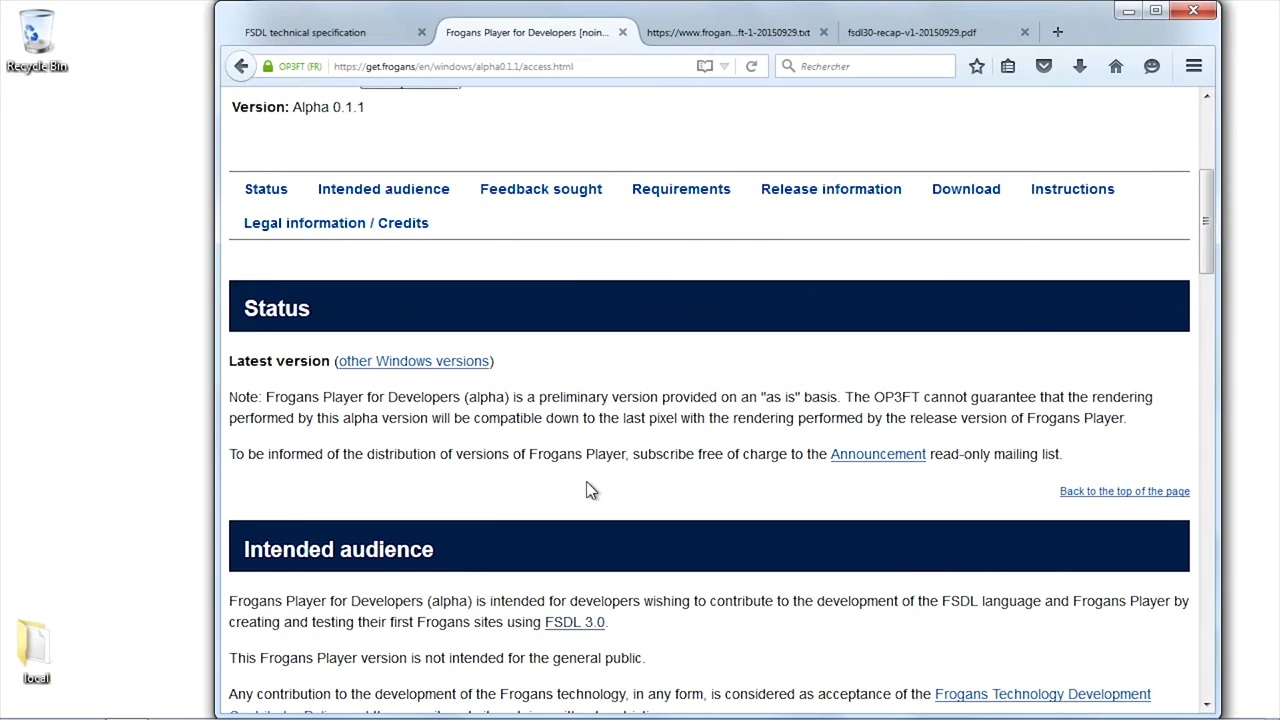 Recycle Bin
local
FSDL technical specification
Frogans Player for Developers [noin...
https://www.frogan...ft-1-20150929.txt
fsdl30-recap-v1-20150929.pdf
OP3FT (FR)
https://get.frogans/en/windows/alpha0.1.1/access.html
Rechercher
Version: Alpha 0.1.1
Status Intended audience Feedback sought Requirements Release information Download Instructions
Legal information / Credits
Status
Latest version (other Windows versions)
Note: Frogans Player for Developers (alpha) is a preliminary version provided on an "as is" basis. The OP3FT cannot guarantee that the rendering
performed by this alpha version will be compatible down to the last pixel with the rendering performed by the release version of Frogans Player.
To be informed of the distribution of versions of Frogans Player, subscribe free of charge to the Announcement read-only mailing list.
Back to the top of the page
Intended audience
Frogans Player for Developers (alpha) is intended for developers wishing to contribute to the development of the FSDL language and Frogans Player by
creating and testing their first Frogans sites using FSDL 3.0.
This Frogans Player version is not intended for the general public.
Any contribution to the development of the Frogans technology, in any form, is considered as acceptance of the Frogans Technology Development